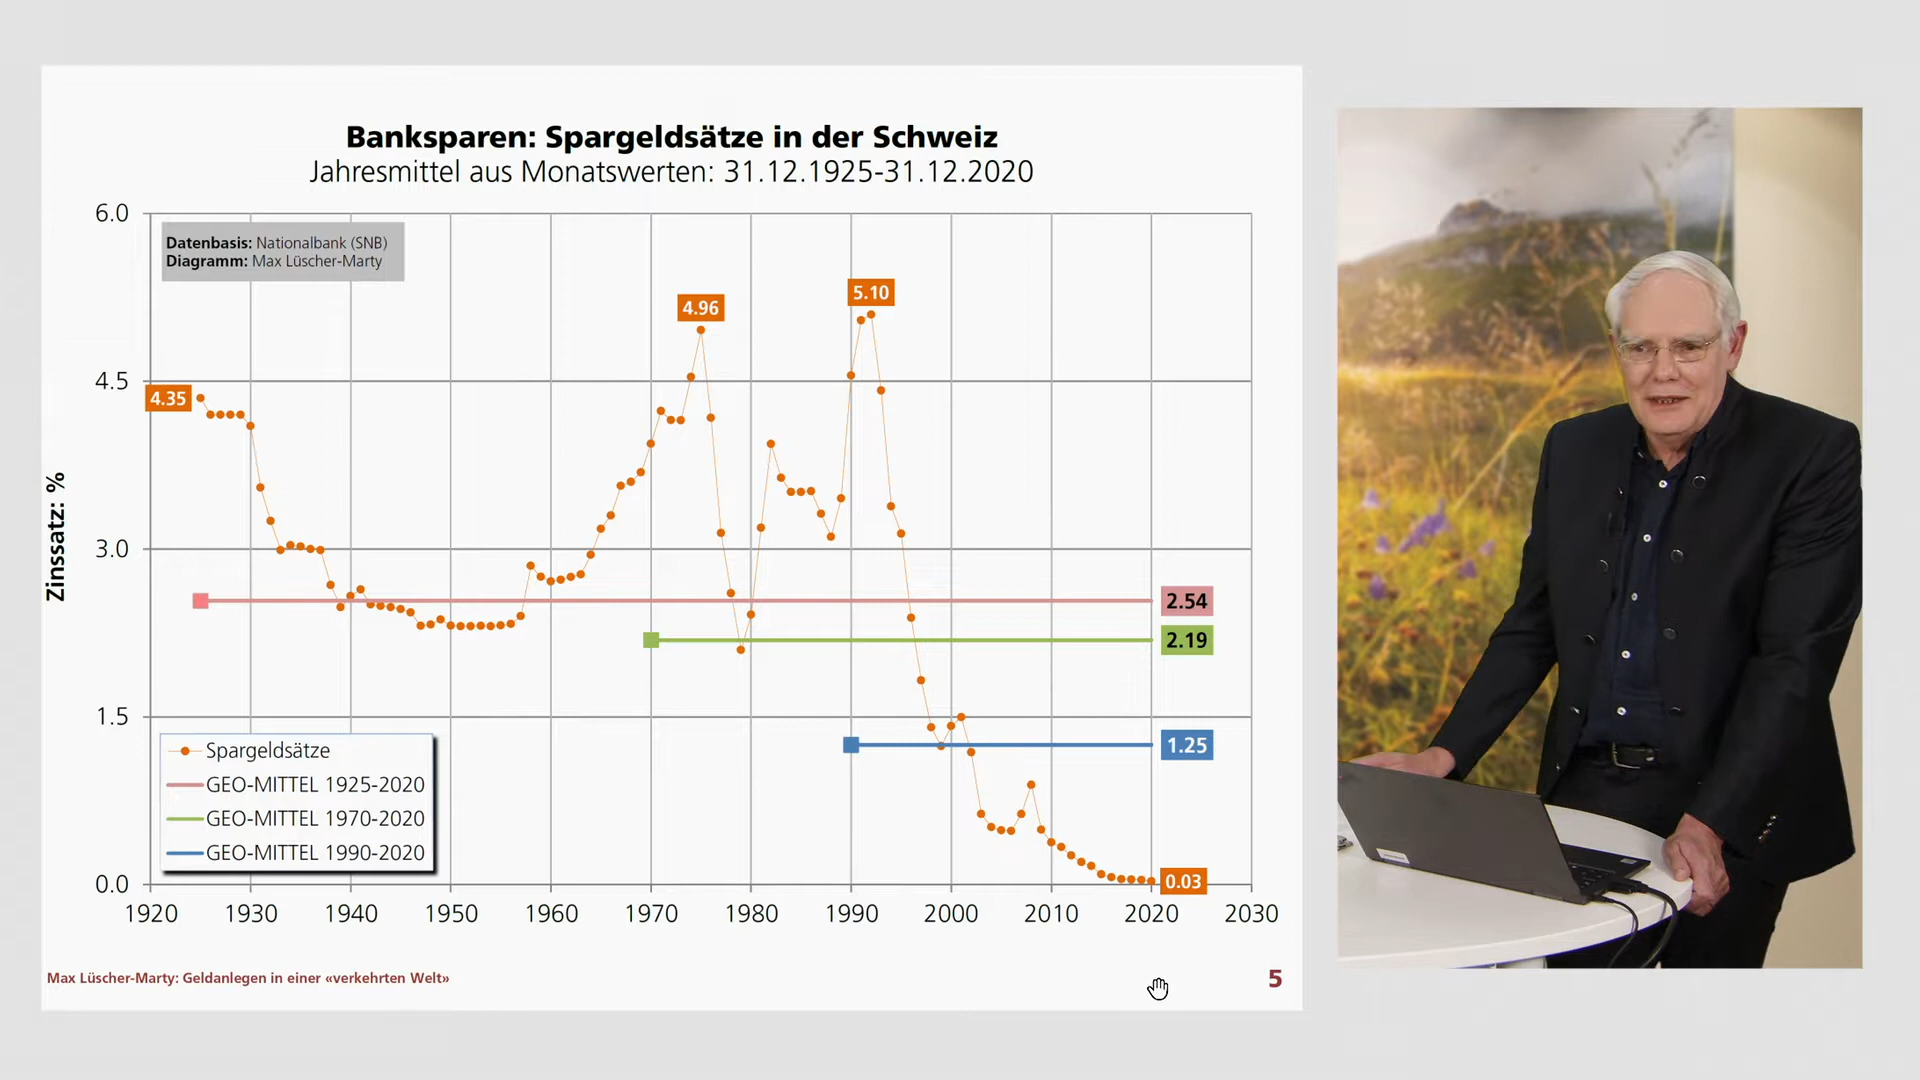 Banksparen: Spargeldsätze in der Schweiz
Jahresmittel aus Monatswerten: 31.12.1925-31.12.2020
Datenbasis: Nationalbank (SNB)
Diagramm: Max Lüscher-Marty
Zinssatz: %
6.0
4.5
3.0
1.5
0.0
4.35
4.96
5.10
2.54
2.19
1.25
0.03
Spargeldsätze
GEO-MITTEL 1925-2020
GEO-MITTEL 1970-2020
GEO-MITTEL 1990-2020
1920 1930 1940 1950 1960 1970 1980 1990 2000 2010 2020 2030
Max Lüscher-Marty: Geldanlegen in einer «verkehrten Welt»
5